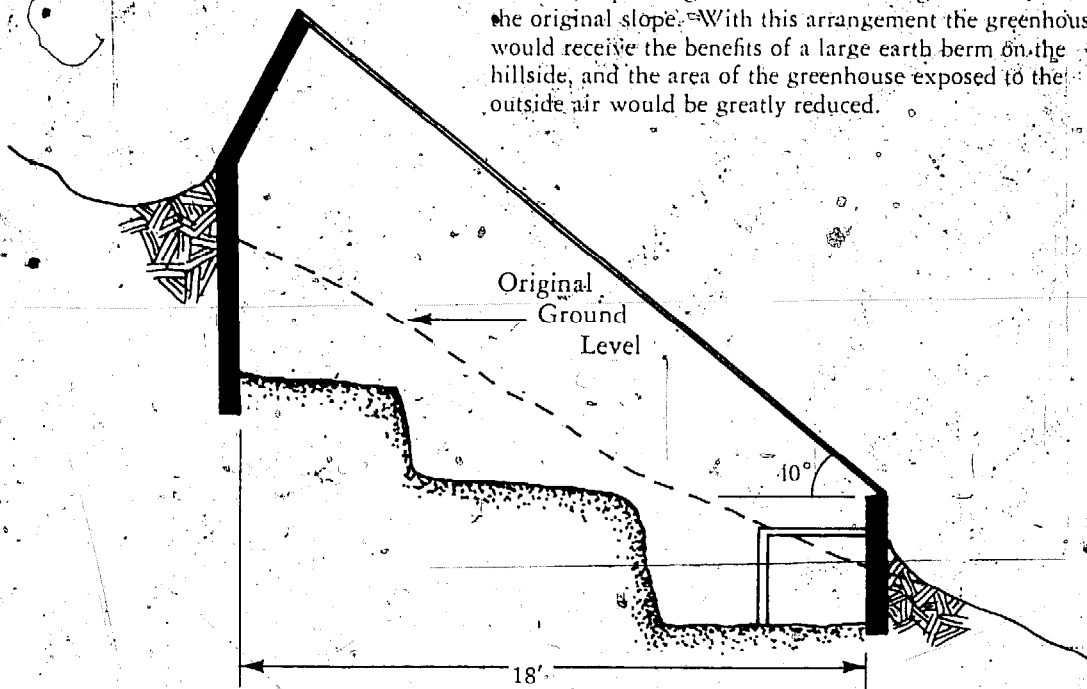 the original slope. With this arrangement the greenhous
would receive the benefits of a large earth berm on the
hillside, and the area of the greenhouse exposed to the
outside air would be greatly reduced.
Original
Ground
Level
40°
18'